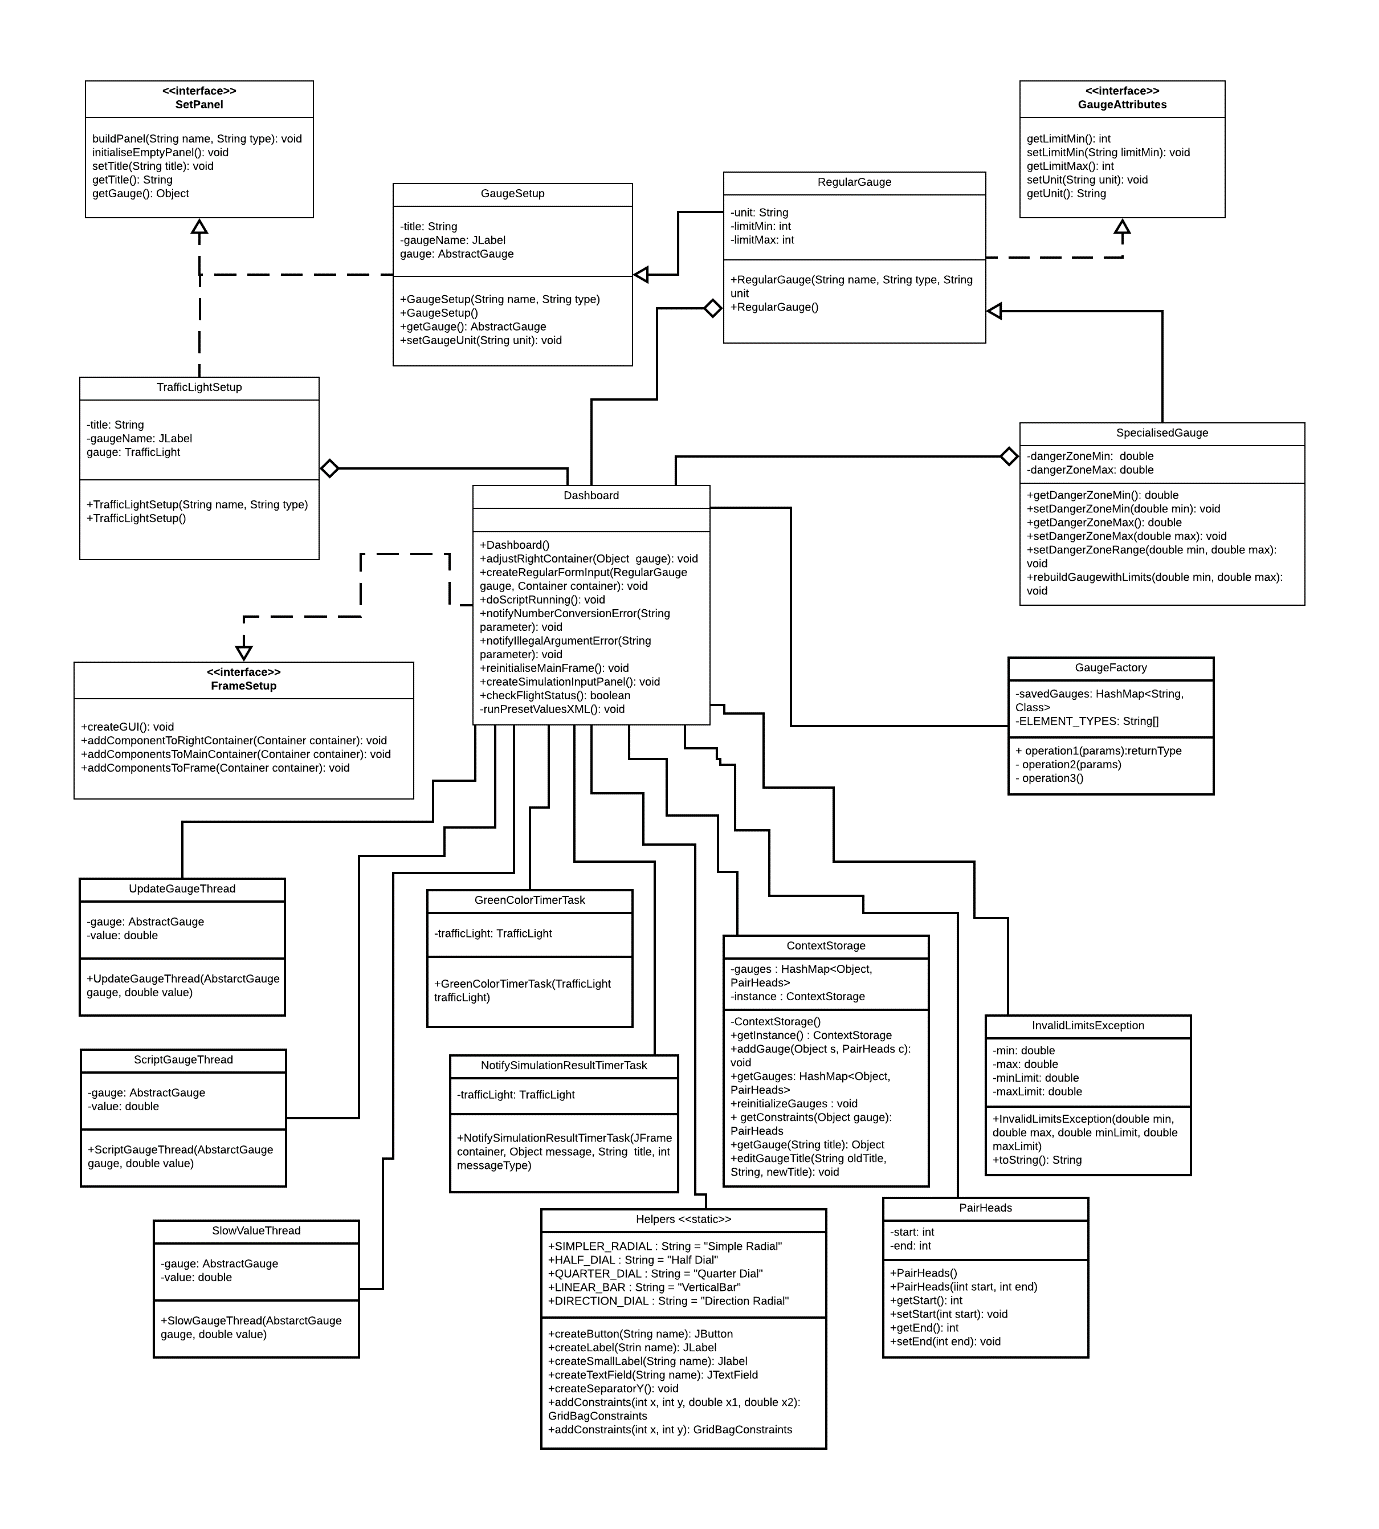 <<interface>>
SetPanel
buildPanel(String name, String type): void
initialiseEmptyPanel(): void
setTitle(String title): void
getTitle(): String
getGauge(): Object
<<interface>>
GaugeAttributes
getLimitMin(): int
setLimitMin(String limitMin): void
getLimitMax(): int
setUnit(String unit): void
getUnit(): String
GaugeSetup
-title: String
-gaugeName: JLabel
gauge: AbstractGauge
+GaugeSetup(String name, String type)
+GaugeSetup()
+getGauge(): AbstractGauge
+setGaugeUnit(String unit): void
RegularGauge
-unit: String
-limitMin: int
-limitMax: int
+RegularGauge(String name, String type, String
unit
+RegularGauge()
TrafficLightSetup
-title: String
-gaugeName: JLabel
gauge: TrafficLight
+TrafficLightSetup(String name, String type)
+TrafficLightSetup()
SpecialisedGauge
-dangerZoneMin:  double
-dangerZoneMax: double
+getDangerZoneMin(): double
+setDangerZoneMin(double min): void
+getDangerZoneMax(): double
+setDangerZoneMax(double max): void
+setDangerZoneRange(double min, double max):
void
+rebuildGaugewithLimits(double min, double max):
void
Dashboard
+Dashboard()
+adjustRightContainer(Object  gauge): void
+createRegularFormInput(RegularGauge
gauge, Container container): void
+doScriptRunning(): void
+notifyNumberConversionError(String
parameter): void
+notifyIllegalArgumentError(String
parameter): void
+reinitialiseMainFrame(): void
+createSimulationInputPanel(): void
+checkFlightStatus(): boolean
-runPresetValuesXML(): void
<<interface>>
FrameSetup
+createGUI(): void
+addComponentToRightContainer(Container container): void
+addComponentsToMainContainer(Container container): void
+addComponentsToFrame(Container container): void
GaugeFactory
-savedGauges: HashMap<String,
Class>
-ELEMENT_TYPES: String[]
+ operation1(params):returnType
- operation2(params)
- operation3()
UpdateGaugeThread
-gauge: AbstractGauge
-value: double
+UpdateGaugeThread(AbstarctGauge
gauge, double value)
GreenColorTimerTask
-trafficLight: TrafficLight
+GreenColorTimerTask(TrafficLight
trafficLight)
ContextStorage
-gauges : HashMap<Object,
PairHeads>
-instance : ContextStorage
-ContextStorage()
+getInstance() : ContextStorage
+addGauge(Object s, PairHeads c):
void
+getGauges: HashMap<Object,
PairHeads>
+reinitializeGauges : void
+ getConstraints(Object gauge):
PairHeads
+getGauge(String title): Object
+editGaugeTitle(String oldTitle,
String, newTitle): void
InvalidLimitsException
-min: double
-max: double
-minLimit: double
-maxLimit: double
+InvalidLimitsException(double min,
double max, double minLimit, double
maxLimit)
+toString(): String
ScriptGaugeThread
-gauge: AbstractGauge
-value: double
+ScriptGaugeThread(AbstarctGauge
gauge, double value)
NotifySimulationResultTimerTask
-trafficLight: TrafficLight
+NotifySimulationResultTimerTask(JFrame
container, Object message, String  title, int
messageType)
SlowValueThread
-gauge: AbstractGauge
-value: double
+SlowGaugeThread(AbstarctGauge
gauge, double value)
Helpers <<static>>
+SIMPLER_RADIAL : String = "Simple Radial"
+HALF_DIAL : String = "Half Dial"
+QUARTER_DIAL : String = "Quarter Dial"
+LINEAR_BAR : String = "VerticalBar"
+DIRECTION_DIAL : String = "Direction Radial"
+createButton(String name): JButton
+createLabel(Strin name): JLabel
+createSmallLabel(String name): Jlabel
+createTextField(String name): JTextField
+createSeparatorY(): void
+addConstraints(int x, int y, double x1, double x2):
GridBagConstraints
+addConstraints(int x, int y): GridBagConstraints
PairHeads
-start: int
-end: int
+PairHeads()
+PairHeads(iint start, int end)
+getStart(): int
+setStart(int start): void
+getEnd(): int
+setEnd(int end): void